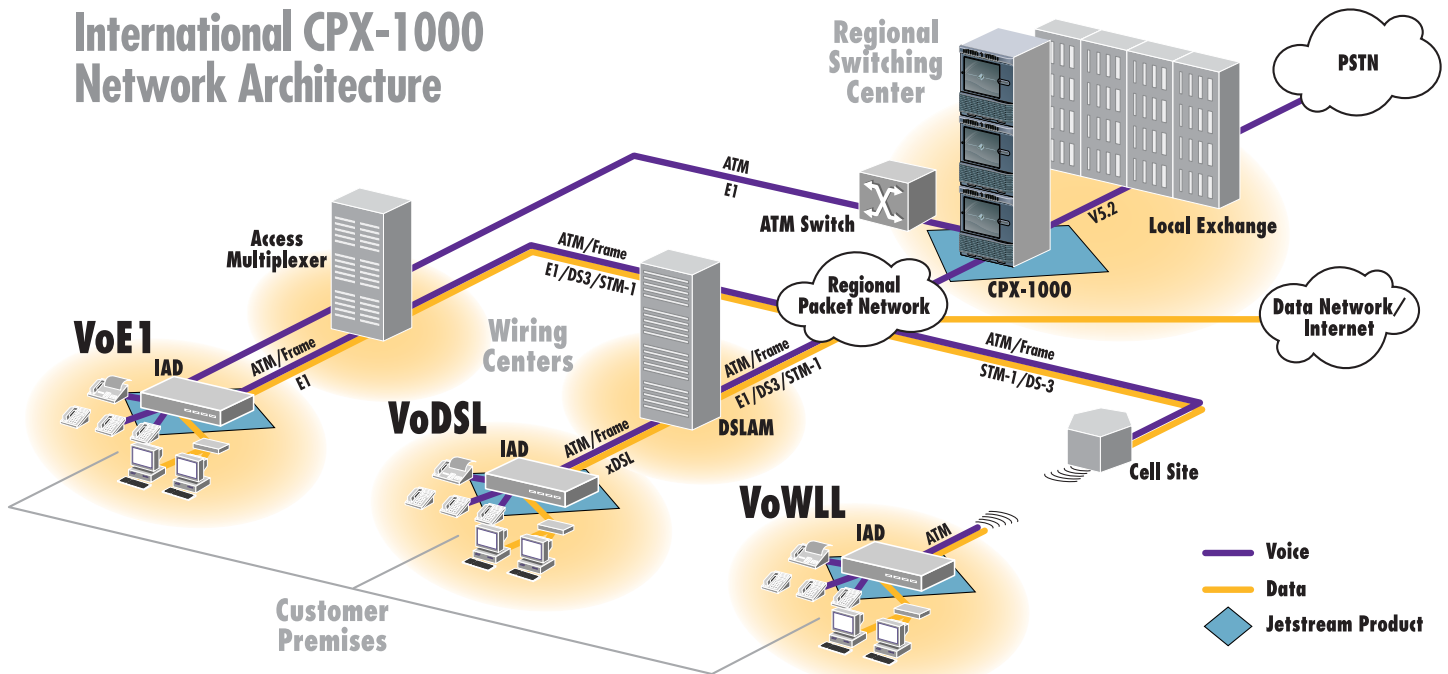 International CPX-1000
Network Architecture
Regional
Switching
Center
PSTN
ATM
E1
ATM Switch
V5.2
Local Exchange
Access
Multiplexer
ATM/Frame
E1/DS3/STM-1
CPX-1000
Regional
Packet Network
Data Network/
Internet
Wiring
Centers
VoE1
IAD
ATM/Frame
E1
ATM/Frame
E1/DS3/STM-1
ATM/Frame
STM-1/DS-3
VoDSL
IAD
ATM/Frame
xDSL
DSLAM
Cell Site
VoWLL
IAD
ATM
Customer
Premises
Voice
Data
Jetstream Product